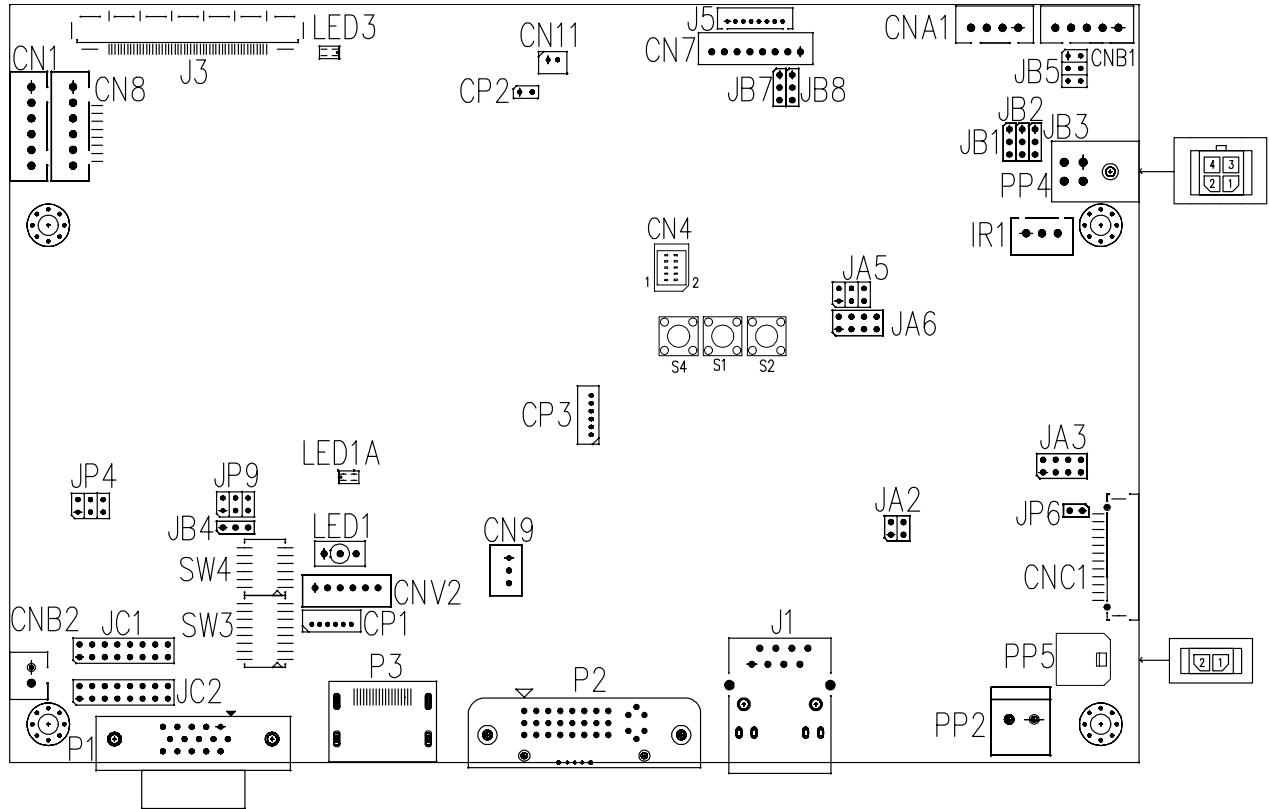 LED3
J5
CNA1
CN11
CN7
CNB1
CN1
J3
JB5
CN8
CP2
JB7
JB8
JB2
JB3
JB1
PP4
4 3
2 1
CN4
IR1
1 2
JA5
JA6
S4 S1 S2
CP3
JA3
LED1A
JP4
JP9
JA2
JP6
JB4
LED1
CN9
SW4
CNC1
CNV2
CNB2
JC1
SW3
CP1
J1
PP5
2 1
P3
P2
JC2
PP2
P1